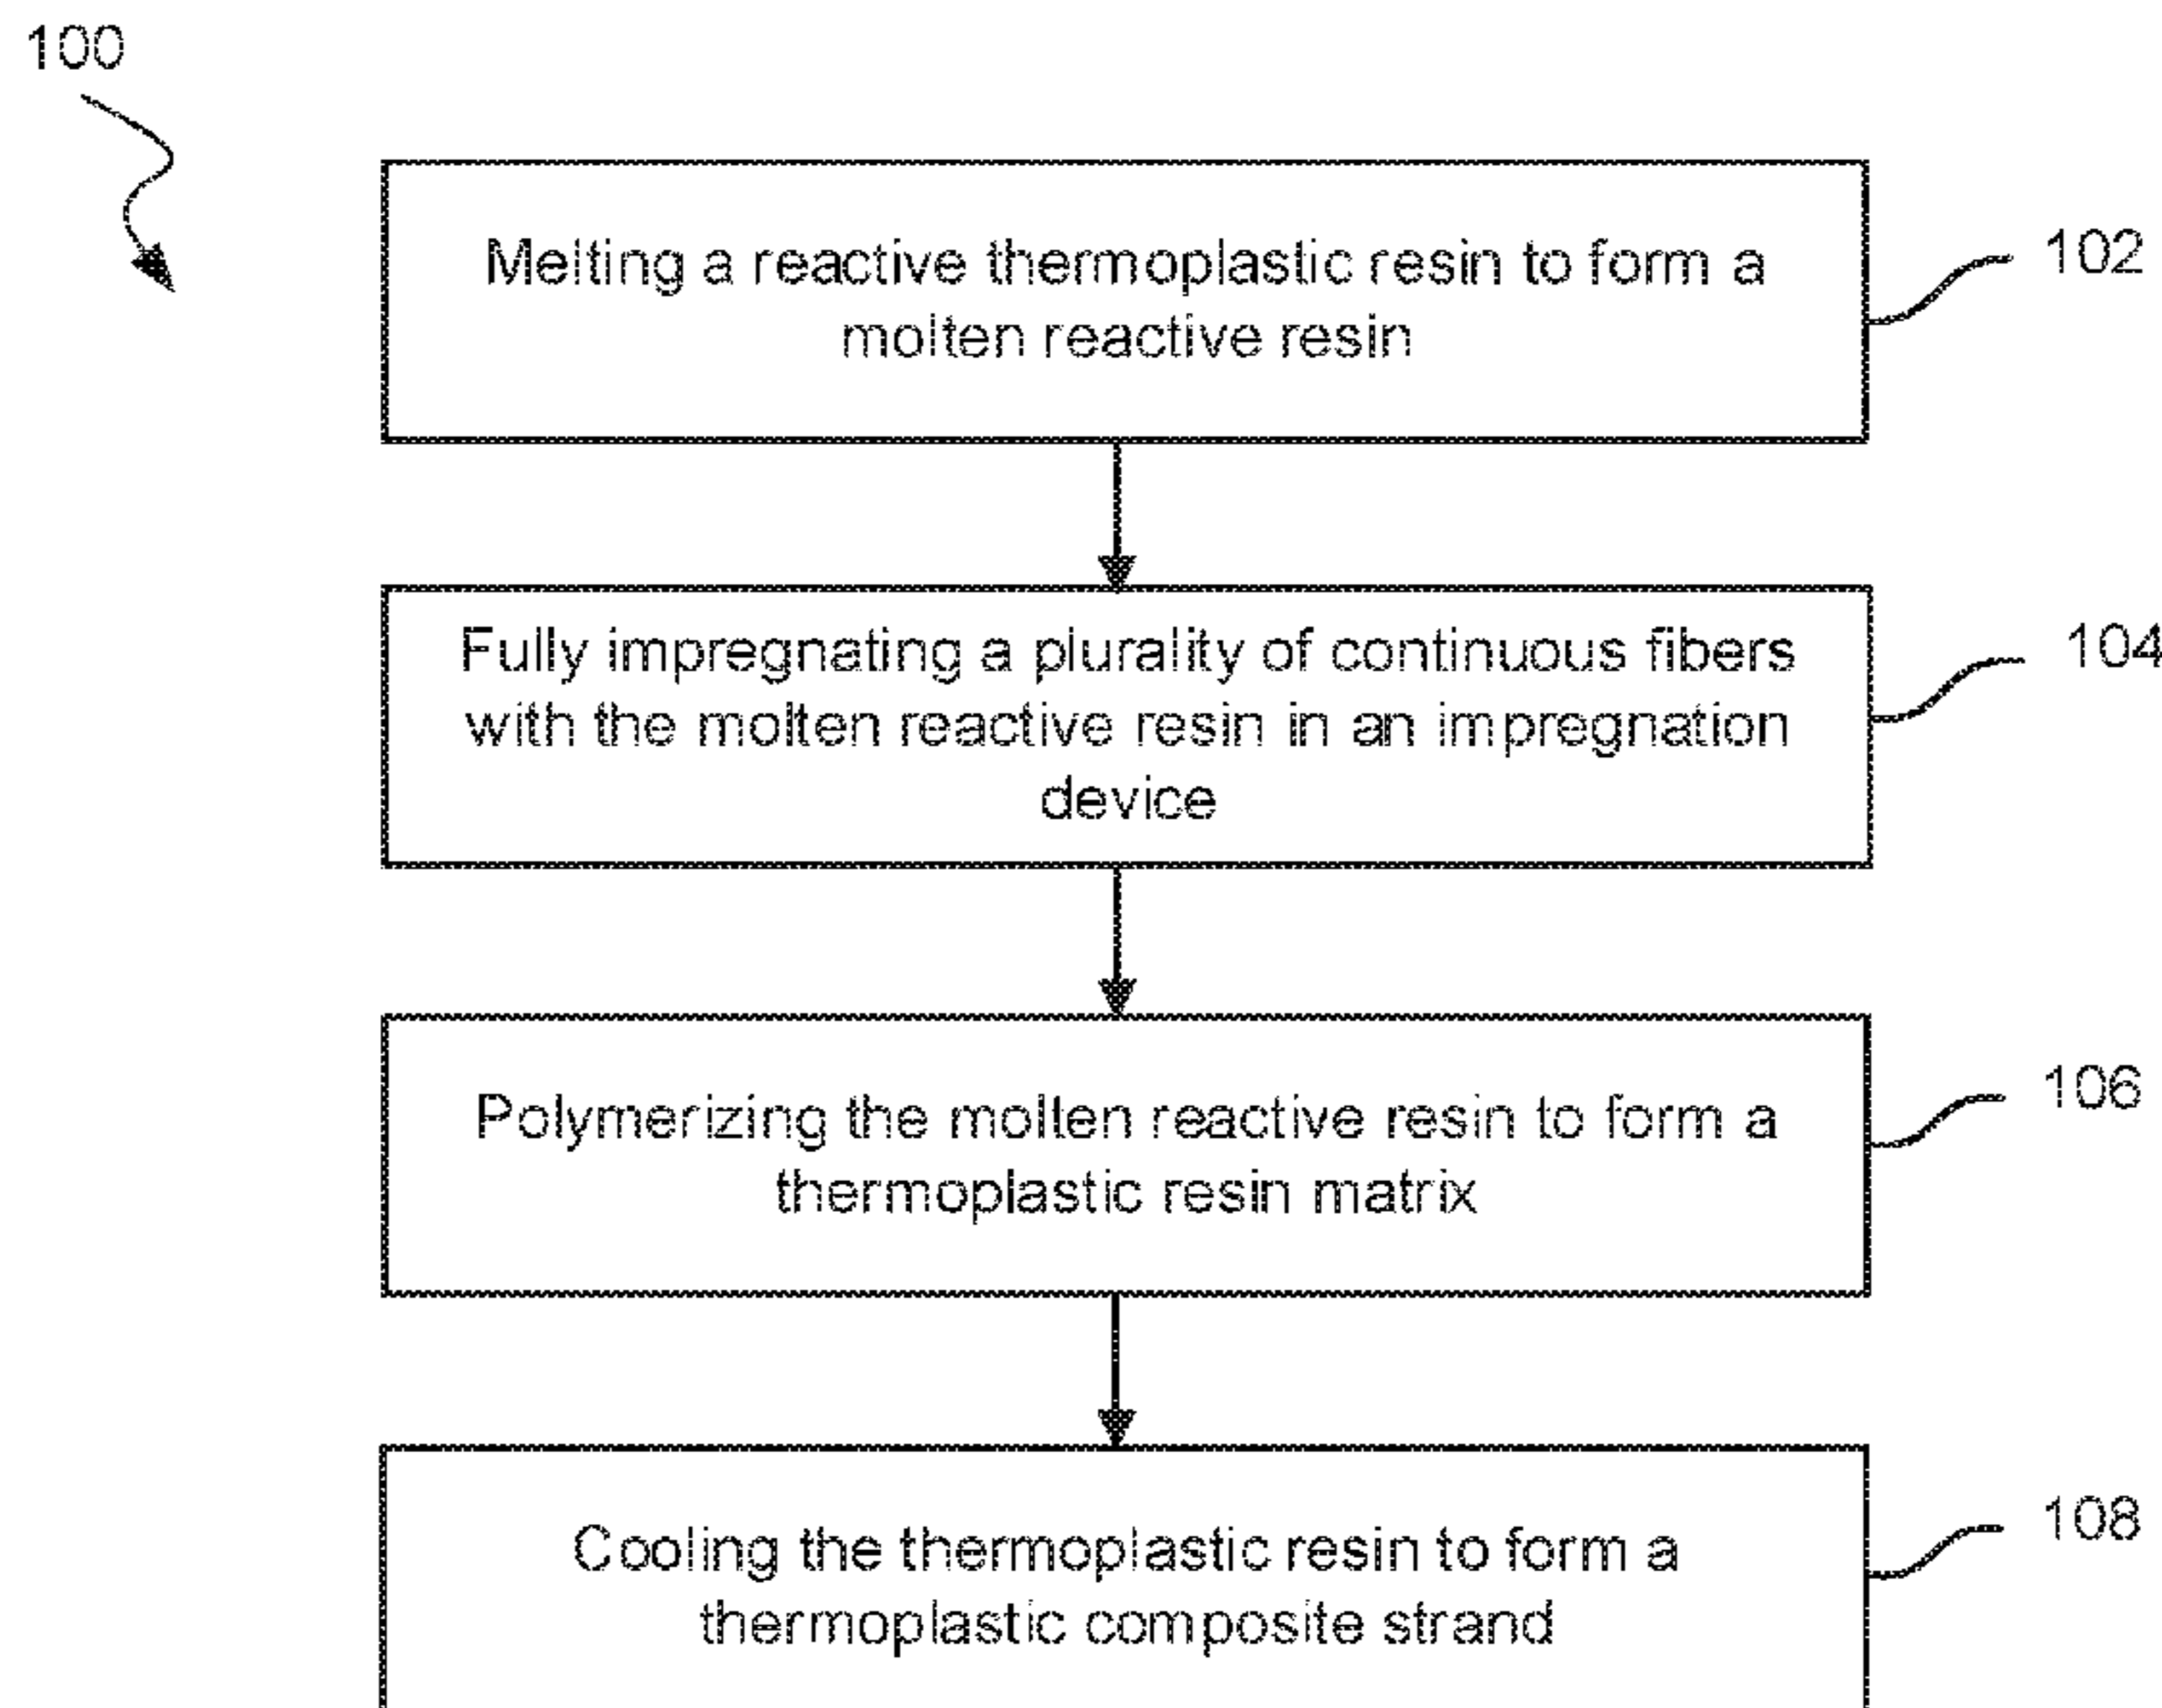 100
Melting a reactive thermoplastic resin to form a
molten reactive resin
102
Fully impregnating a plurality of continuous fibers
with the molten reactive resin in an impregnation
device
104
Polymerizing the molten reactive resin to form a
thermoplastic resin matrix
106
Cooling the thermoplastic resin to form a
thermoplastic composite strand
108